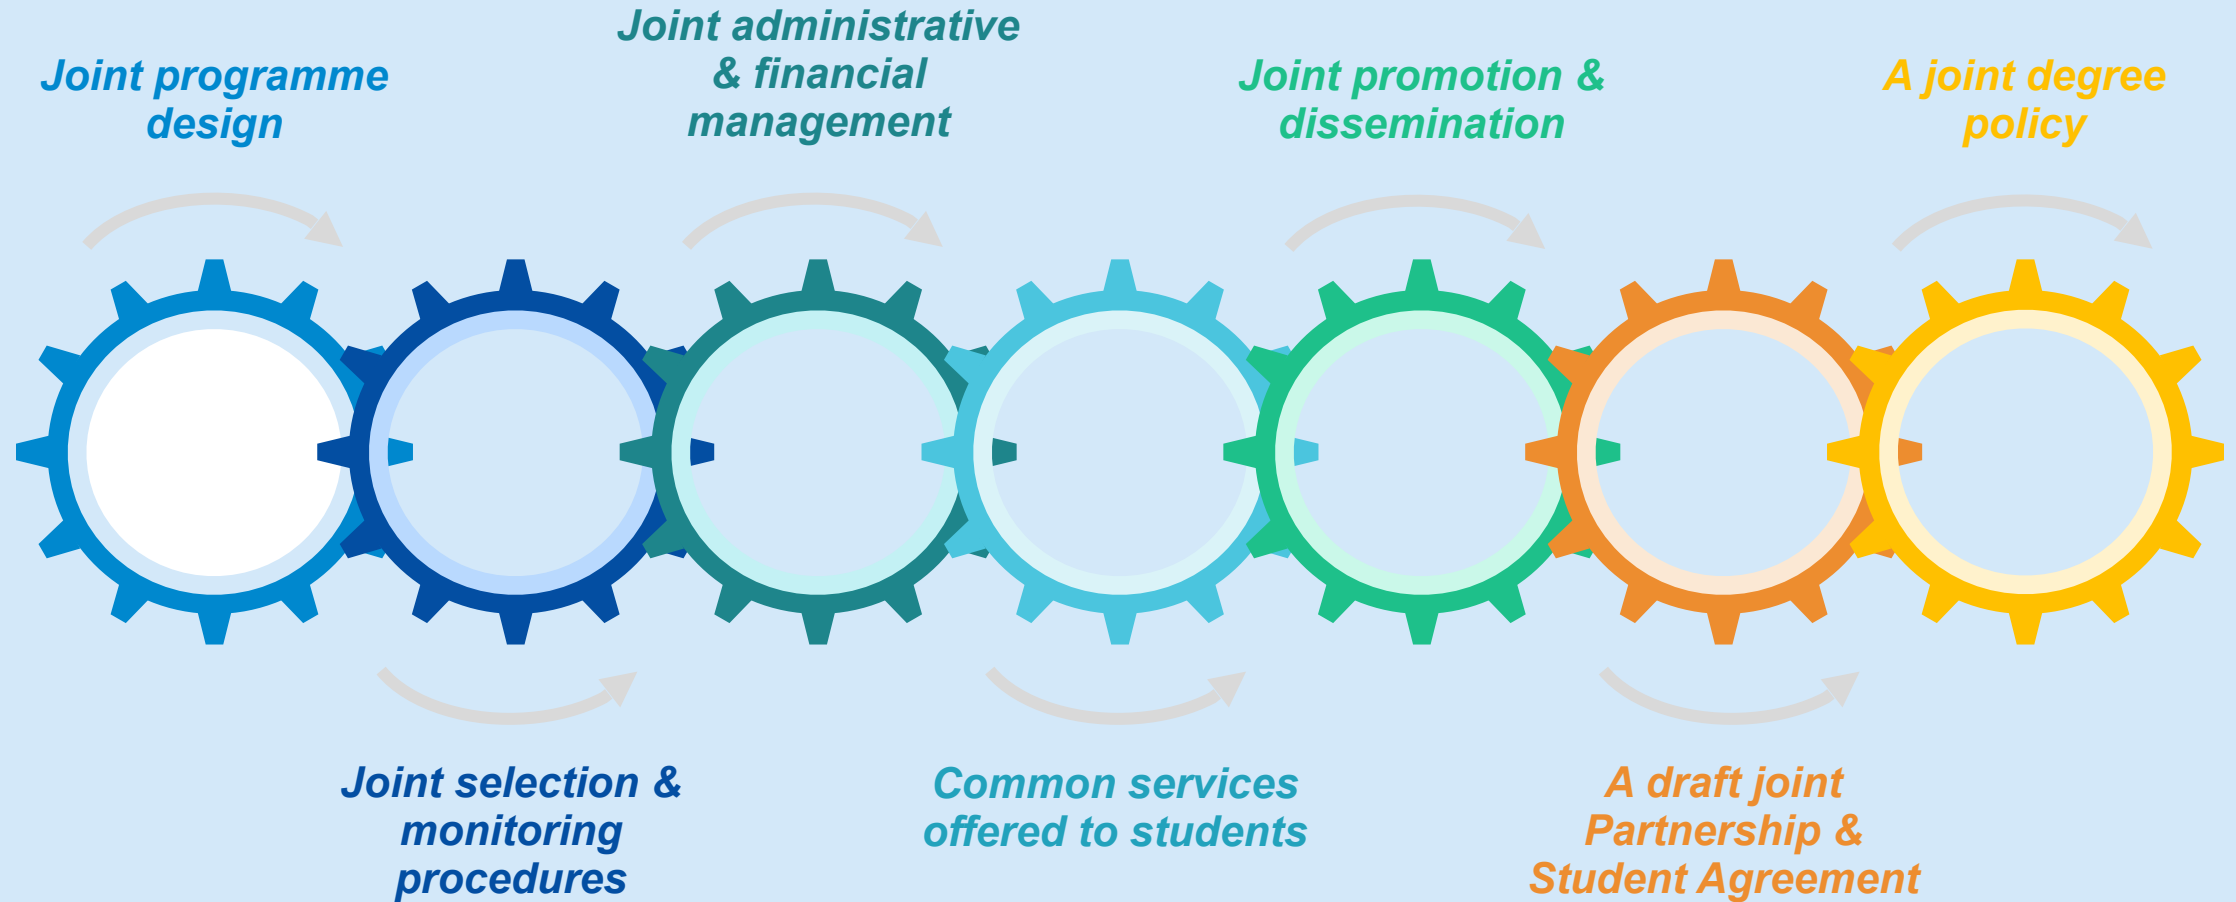 Joint programme
design
Joint administrative
& financial
management
Joint promotion &
dissemination
A joint degree
policy
Joint selection &
monitoring
procedures
Common services
offered to students
A draft joint
Partnership &
Student Agreement